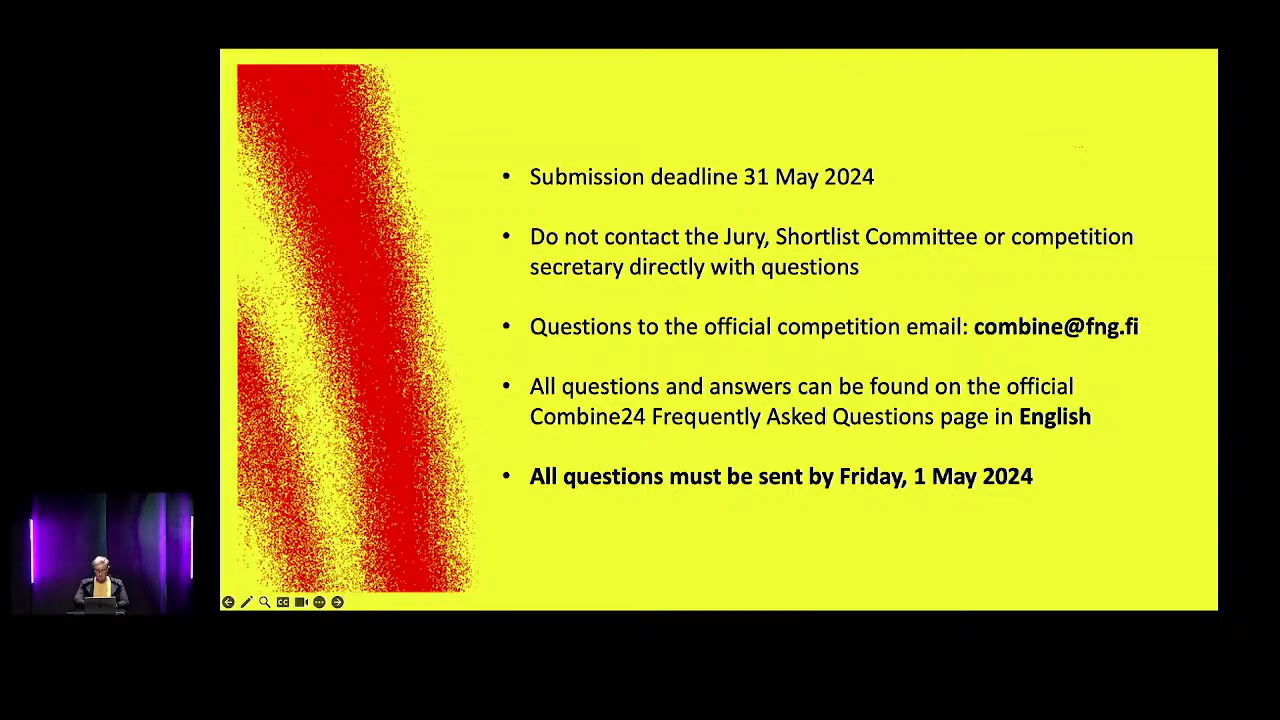 • Submission deadline 31 May 2024
• Do not contact the Jury, Shortlist Committee or competition
secretary directly with questions
• Questions to the official competition email: combine@fng.fi
• All questions and answers can be found on the official
Combine24 Frequently Asked Questions page in English
• All questions must be sent by Friday, 1 May 2024
CC